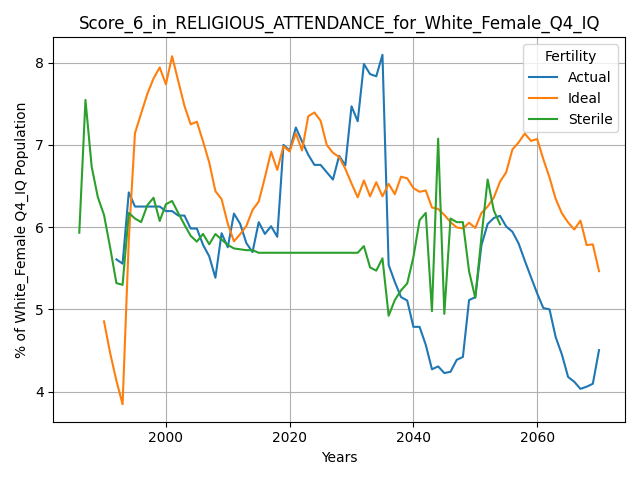 Score_6_in_RELIGIOUS_ATTENDANCE_for_White_Female_Q4_IQ
Fertility
Actual
Ideal
Sterile
% of White_Female Q4_IQ Population
8
7
6
5
4
2000 2020 2040 2060
Years